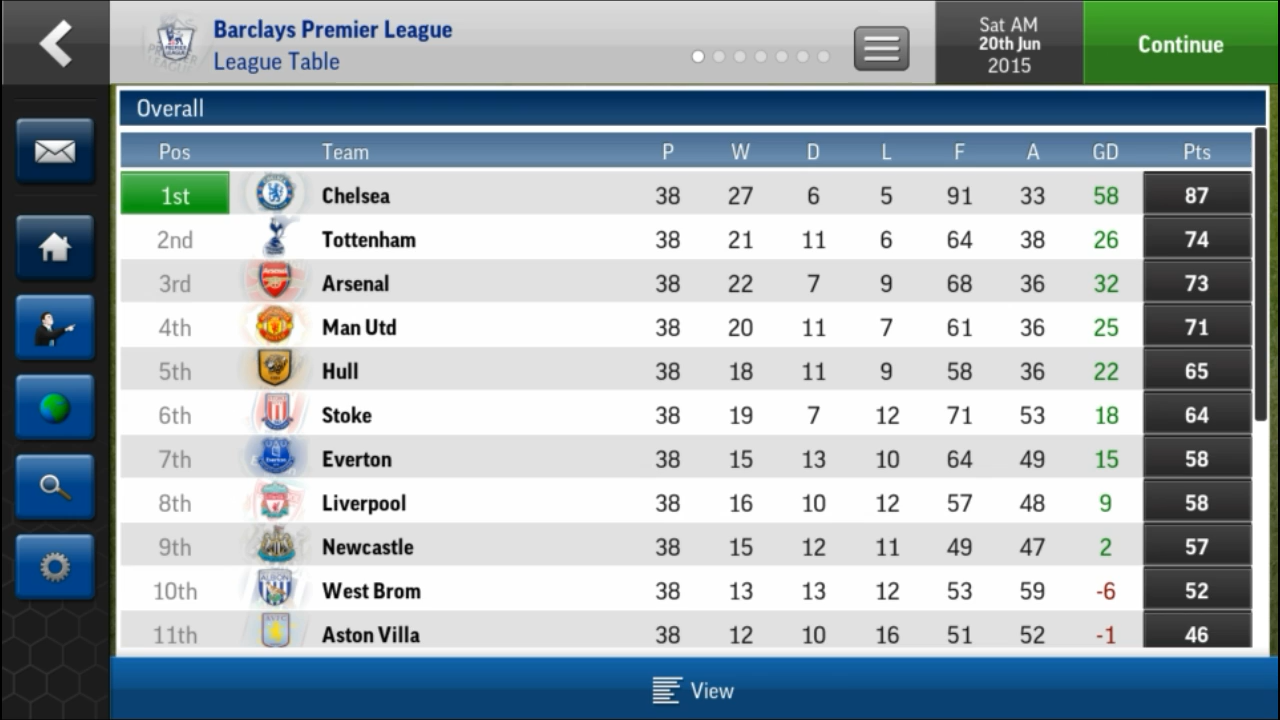 Barclays Premier League
League Table
Sat AM
20th Jun
2015
Continue
Overall
Pos Team P W D L F A GD Pts
1st Chelsea 38 27 6 5 91 33 58 87
2nd Tottenham 38 21 11 6 64 38 26 74
3rd Arsenal 38 22 7 9 68 36 32 73
4th Man Utd 38 20 11 7 61 36 25 71
5th Hull 38 18 11 9 58 36 22 65
6th Stoke 38 19 7 12 71 53 18 64
7th Everton 38 15 13 10 64 49 15 58
8th Liverpool 38 16 10 12 57 48 9 58
9th Newcastle 38 15 12 11 49 47 2 57
10th West Brom 38 13 13 12 53 59 -6 52
11th Aston Villa 38 12 10 16 51 52 -1 46
View